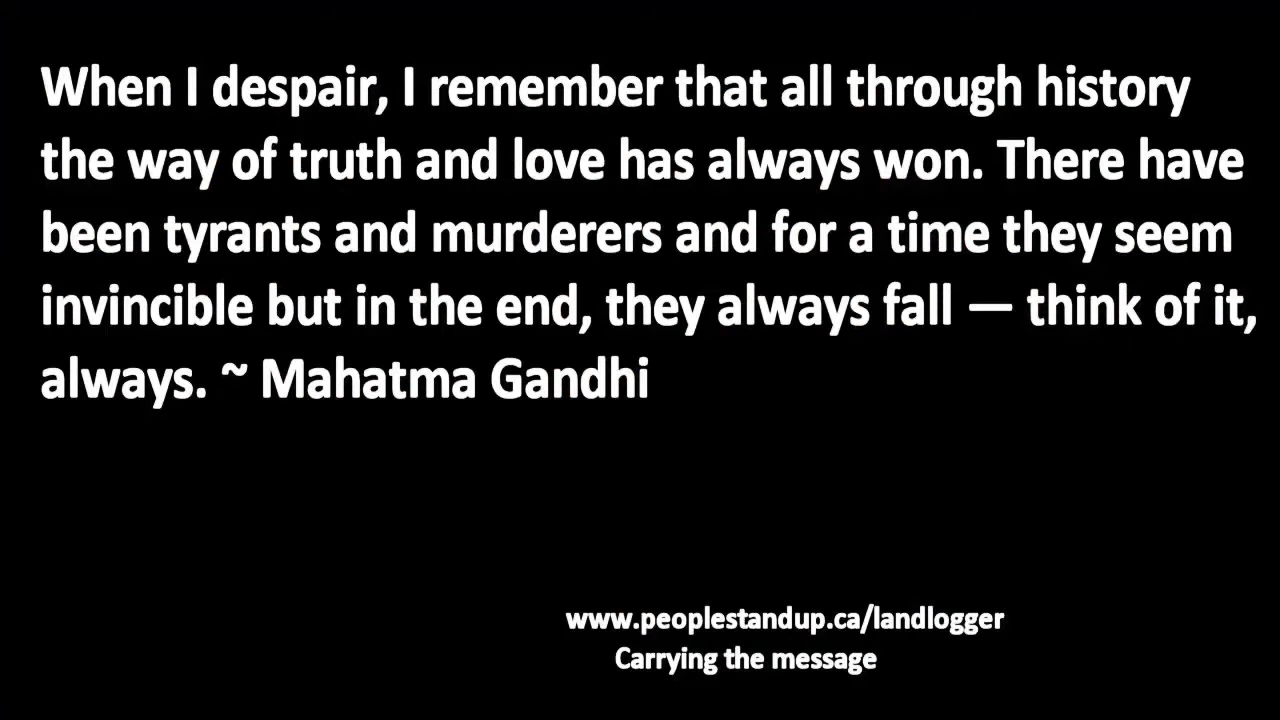 When I despair, I remember that all through history
the way of truth and love has always won. There have
been tyrants and murderers and for a time they seem
invincible but in the end, they always fall — think of it,
always. ~ Mahatma Gandhi
www.peoplestandup.ca/landlogger
Carrying the message